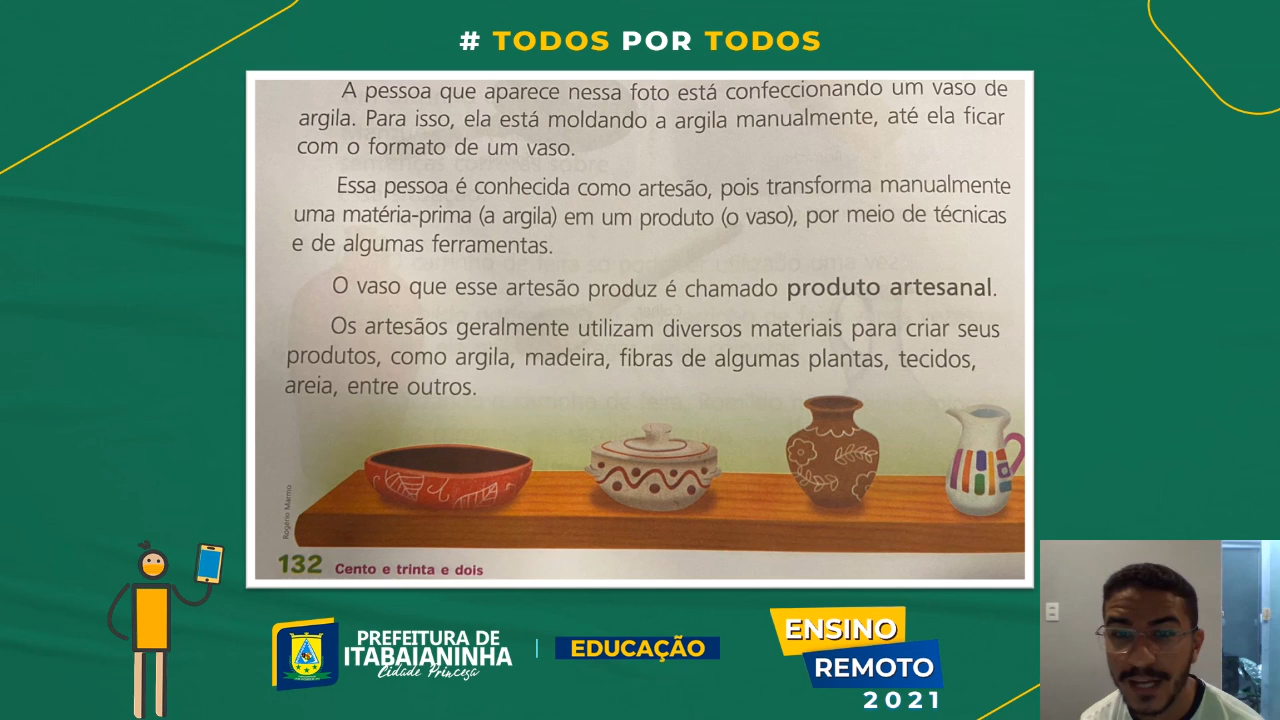 # TODOS POR TODOS
A pessoa que aparece nessa foto está confeccionando um vaso de
argila. Para isso, ela está moldando a argila manualmente, até ela ficar
com o formato de um vaso.
Essa pessoa é conhecida como artesão, pois transforma manualmente
uma matéria-prima (a argila) em um produto (o vaso), por meio de técnicas
e de algumas ferramentas.
O vaso que esse artesão produz é chamado produto artesanal.
Os artesãos geralmente utilizam diversos materiais para criar seus
produtos, como argila, madeira, fibras de algumas plantas, tecidos,
areia, entre outros.
Rogério Marmo
132 Cento e trinta e dois
PREFEITURA DE
ITABAIANINHA
Cidade Princesa
EDUCAÇÃO
ENSINO
REMOTO
2021